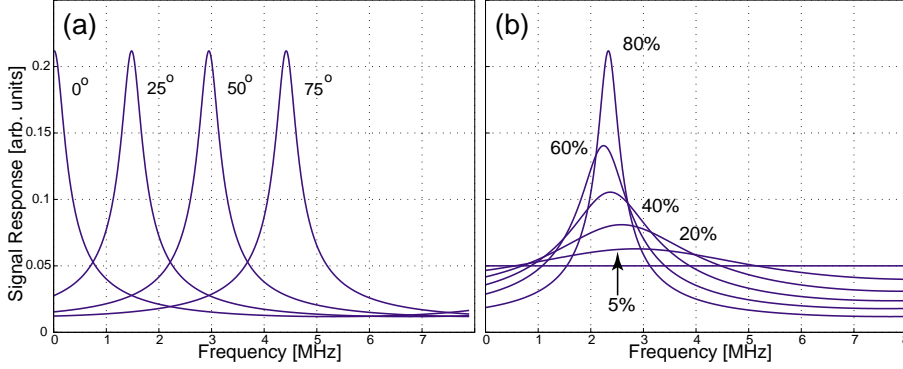 (a)
(b)
Signal Response [arb. units]
0.2
0.15
0.1
0.05
0
0°
25°
50°
75°
1 2 3 4 5 6 7
Frequency [MHz]
80%
60%
40%
20%
5%
0 1 2 3 4 5 6 7 8
Frequency [MHz]